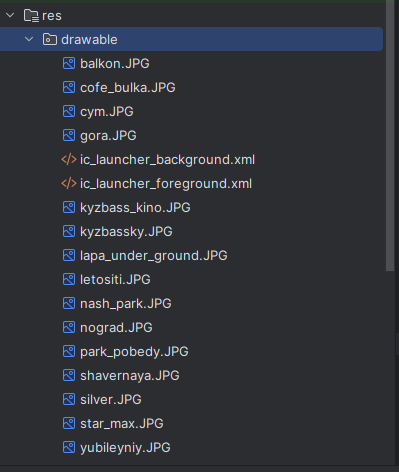 res
drawable
balkon.JPG
cofe_bulka.JPG
cym.JPG
gora.JPG
ic_launcher_background.xml
ic_launcher_foreground.xml
kyzbass_kino.JPG
kyzbassky.JPG
lapa_under_ground.JPG
letositi.JPG
nash_park.JPG
nograd.JPG
park_pobedy.JPG
shavernaya.JPG
silver.JPG
star_max.JPG
yubileyniy.JPG